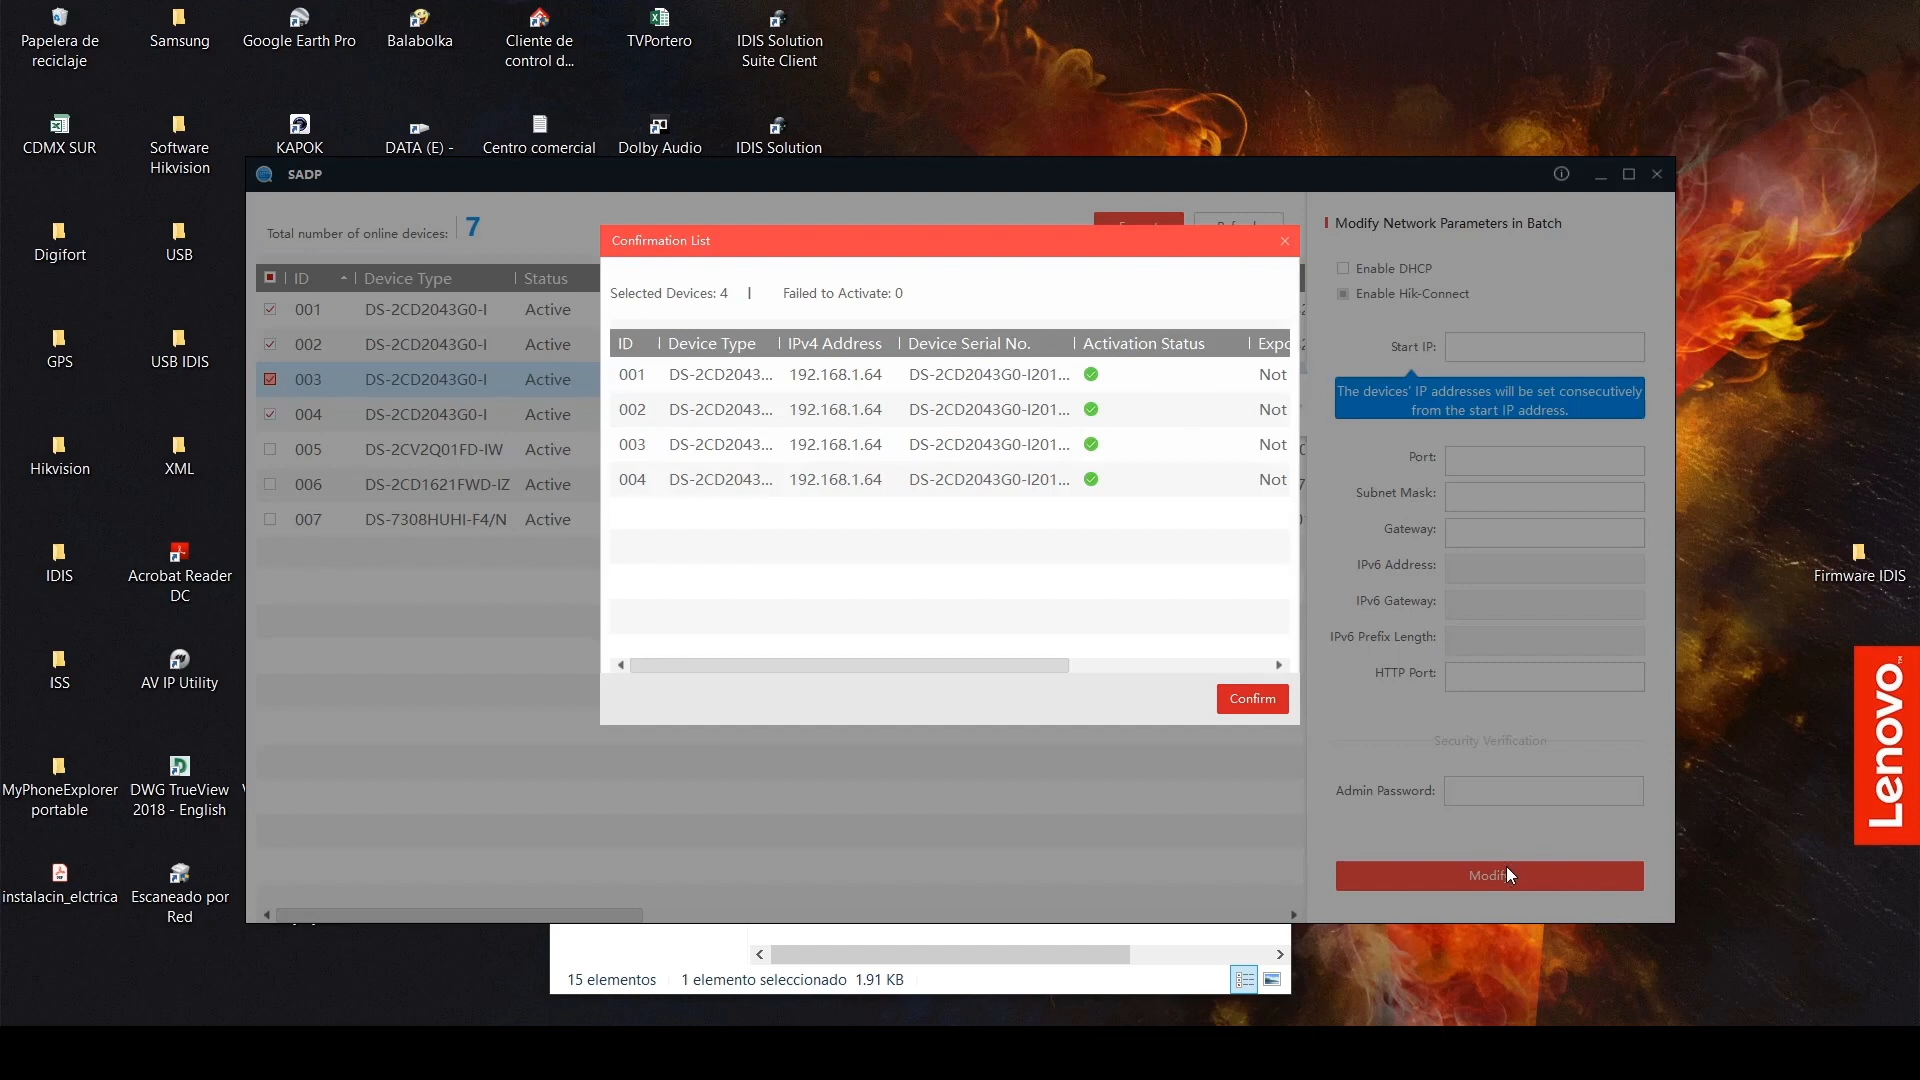 Papelera de
reciclaje
Samsung
Google Earth Pro
Balabolka
Cliente de
control d...
TVPortero
IDIS Solution
Suite Client
CDMX SUR
Software
Hikvision
KAPOK
DATA (E) -
Centro comercial
Dolby Audio
IDIS Solution
Digifort
USB
GPS
USB IDIS
Hikvision
XML
IDIS
Acrobat Reader
DC
ISS
AV IP Utility
MyPhoneExplorer
portable
DWG TrueView
2018 - English
instalacin_elctrica
Escaneado por
Red
Firmware IDIS
Lenovo™
SADP
Total number of online devices: 7
ID Device Type Status
001 DS-2CD2043G0-I Active
002 DS-2CD2043G0-I Active
003 DS-2CD2043G0-I Active
004 DS-2CD2043G0-I Active
005 DS-2CV2Q01FD-IW Active
006 DS-2CD1621FWD-IZ Active
007 DS-7308HUHI-F4/N Active
Confirmation List
Selected Devices: 4 | Failed to Activate: 0
ID Device Type IPv4 Address Device Serial No. Activation Status Expo
001 DS-2CD2043... 192.168.1.64 DS-2CD2043G0-I201... Not
002 DS-2CD2043... 192.168.1.64 DS-2CD2043G0-I201... Not
003 DS-2CD2043... 192.168.1.64 DS-2CD2043G0-I201... Not
004 DS-2CD2043... 192.168.1.64 DS-2CD2043G0-I201... Not
Confirm
Modify Network Parameters in Batch
Enable DHCP
Enable Hik-Connect
Start IP:
The devices' IP addresses will be set consecutively
from the start IP address.
Port:
Subnet Mask:
Gateway:
IPv6 Address:
IPv6 Gateway:
IPv6 Prefix Length:
HTTP Port:
Security Verification
Admin Password:
Modify
15 elementos 1 elemento seleccionado 1.91 KB